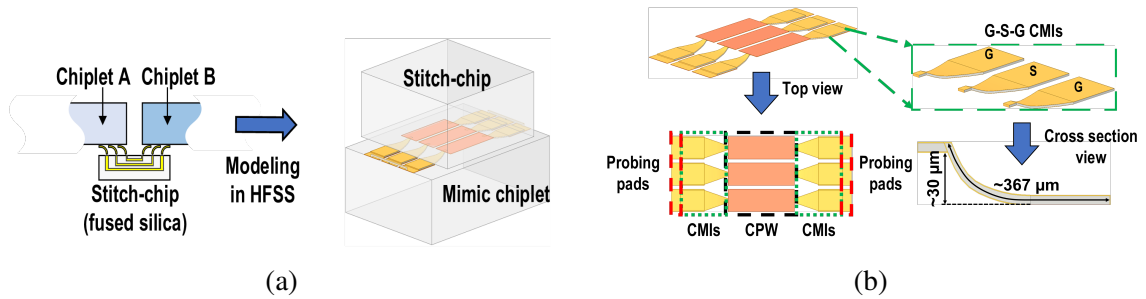 Chiplet A Chiplet B
Stitch-chip
(fused silica)
Modeling
in HFSS
Stitch-chip
Mimic chiplet
(a)
G-S-G CMIs
G
S
G
Top view
Cross section
view
Probing
pads
Probing
pads
CMIs CPW CMIs
~30 μm
~367 μm
(b)